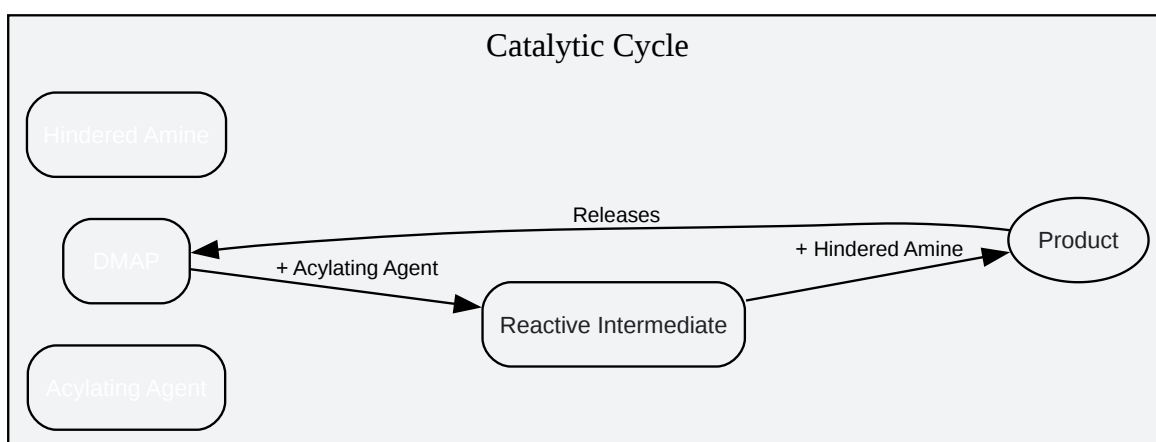 Catalytic Cycle
Hindered Amine
Releases
DMAP
+ Acylating Agent
+ Hindered Amine
Product
Reactive Intermediate
Acylating Agent